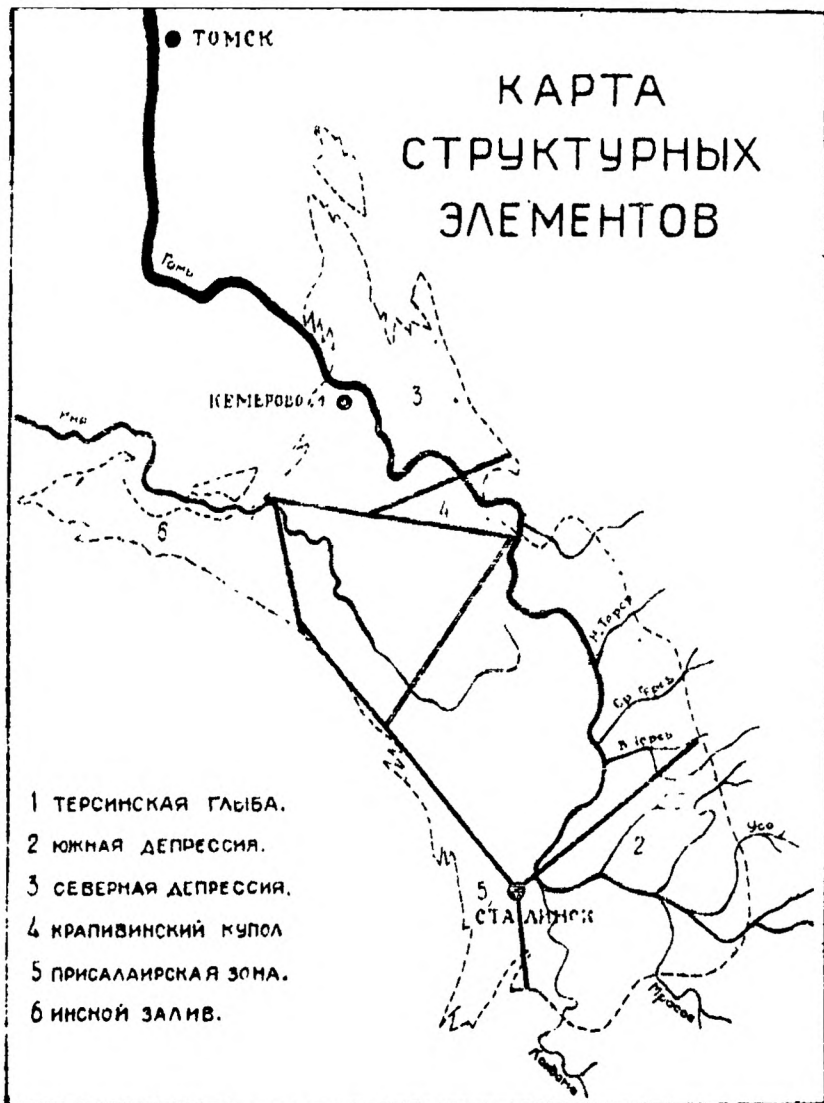 ТОМСК
КАРТА
СТРУКТУРНЫХ
ЭЛЕМЕНТОВ
Томь
КЕМЕРОВО
3
Иня
4
6
Н. Терсь
Ср. Терсь
В. Терсь
1 ТЕРСИНСКАЯ ГЛЫБА.
2 ЮЖНАЯ ДЕПРЕССИЯ.
3 СЕВЕРНАЯ ДЕПРЕССИЯ.
4 КРАПИВИНСКИЙ КУПОЛ
5 ПРИСАЛАИРСКАЯ ЗОНА.
6 ИНСКОЙ ЗАЛИВ.
2
Усо
5
СТАЛИНСК
Кондома